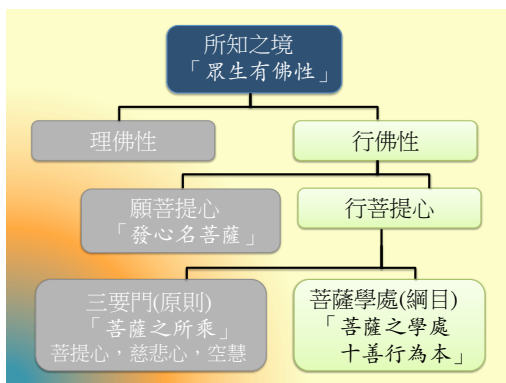 所知之境
「眾生有佛性」
理佛性
行佛性
願菩提心
「發心名菩薩」
行菩提心
三要門(原則)
「菩薩之所乘」
菩提心，慈悲心，空慧
菩薩學處(綱目)
「菩薩之學處
十善行為本」